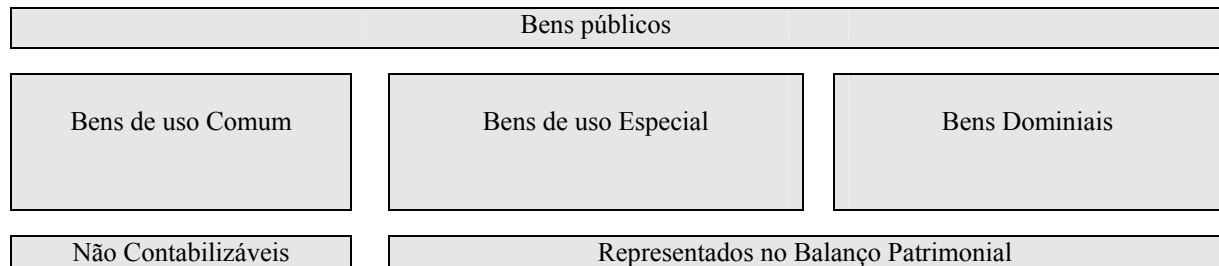 Bens públicos
Bens de uso Comum
Bens de uso Especial
Bens Dominiais
Não Contabilizáveis
Representados no Balanço Patrimonial